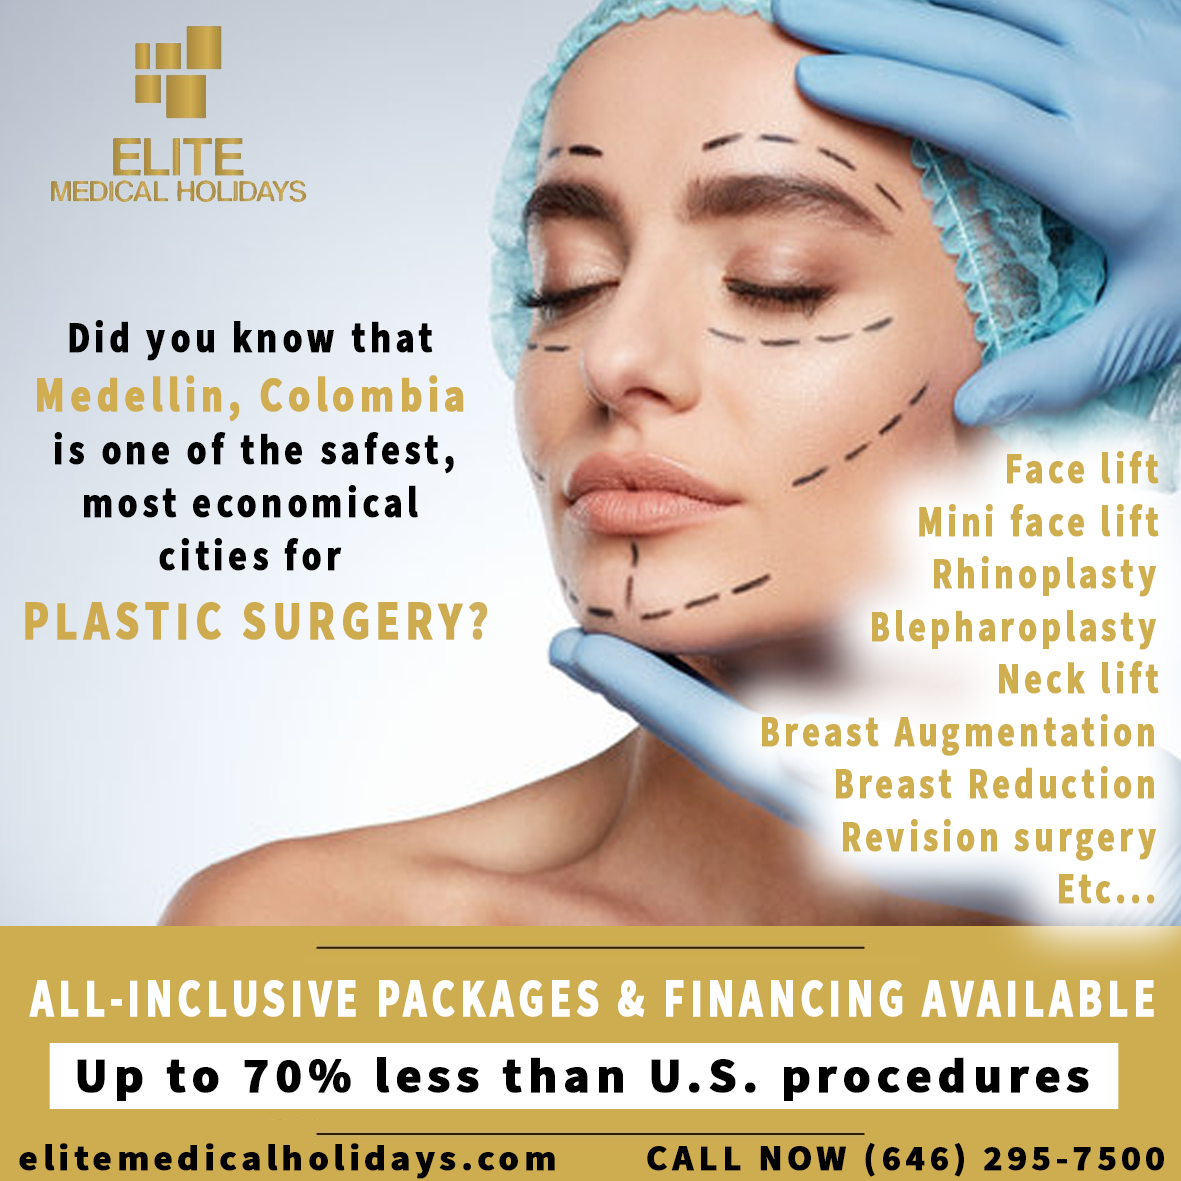 ELITE
MEDICAL HOLIDAYS
Did you know that
Medellin, Colombia
is one of the safest,
most economical
cities for
PLASTIC SURGERY?
Face lift
Mini face lift
Rhinoplasty
Blepharoplasty
Neck lift
Breast Augmentation
Breast Reduction
Revision surgery
Etc...
ALL-INCLUSIVE PACKAGES & FINANCING AVAILABLE
Up to 70% less than U.S. procedures
elitemedicalholidays.com CALL NOW (646) 295-7500